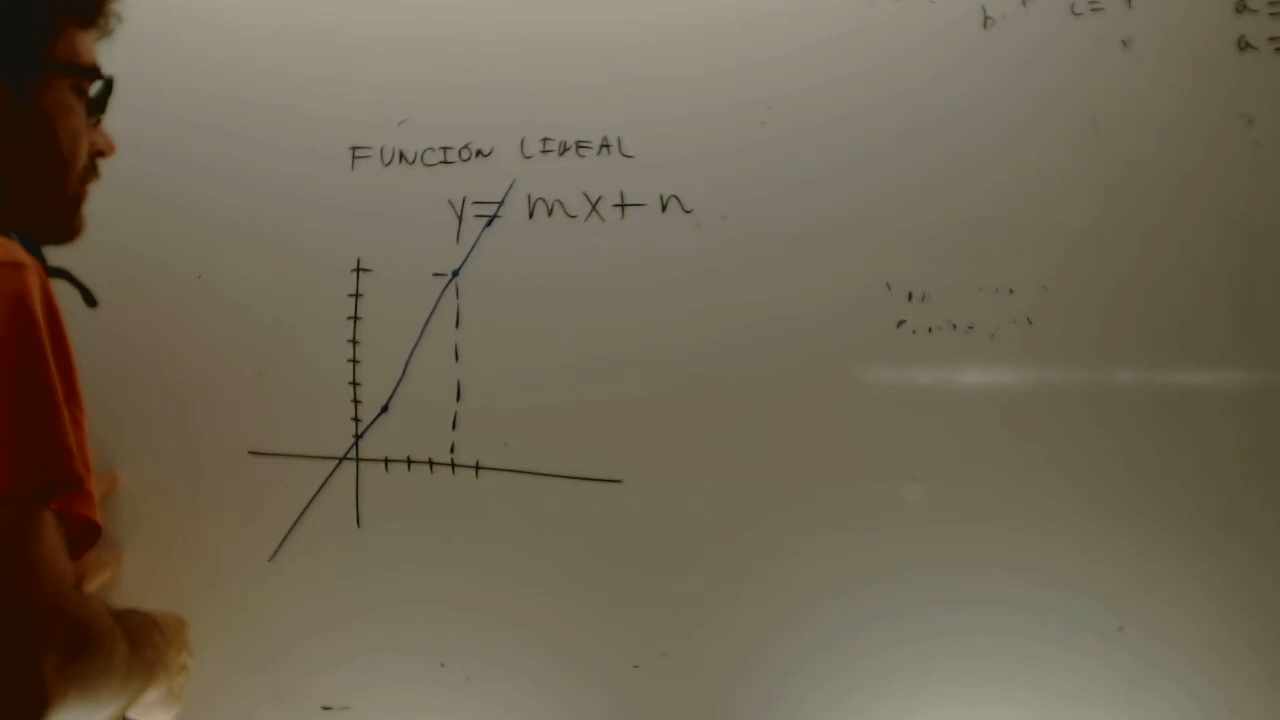 c=
a=
a=
FUNCIÓN LINEAL
y= mx+n